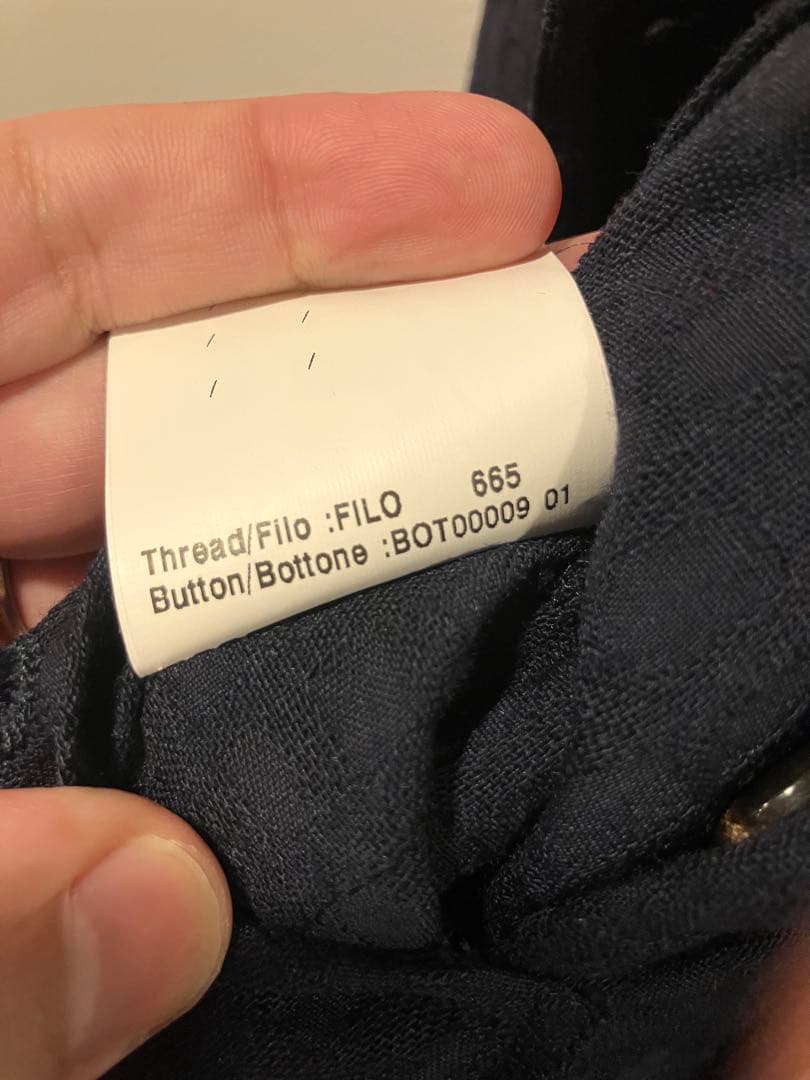 Thread/Filo :FILO 665
Button/Bottone :BOT00009 01